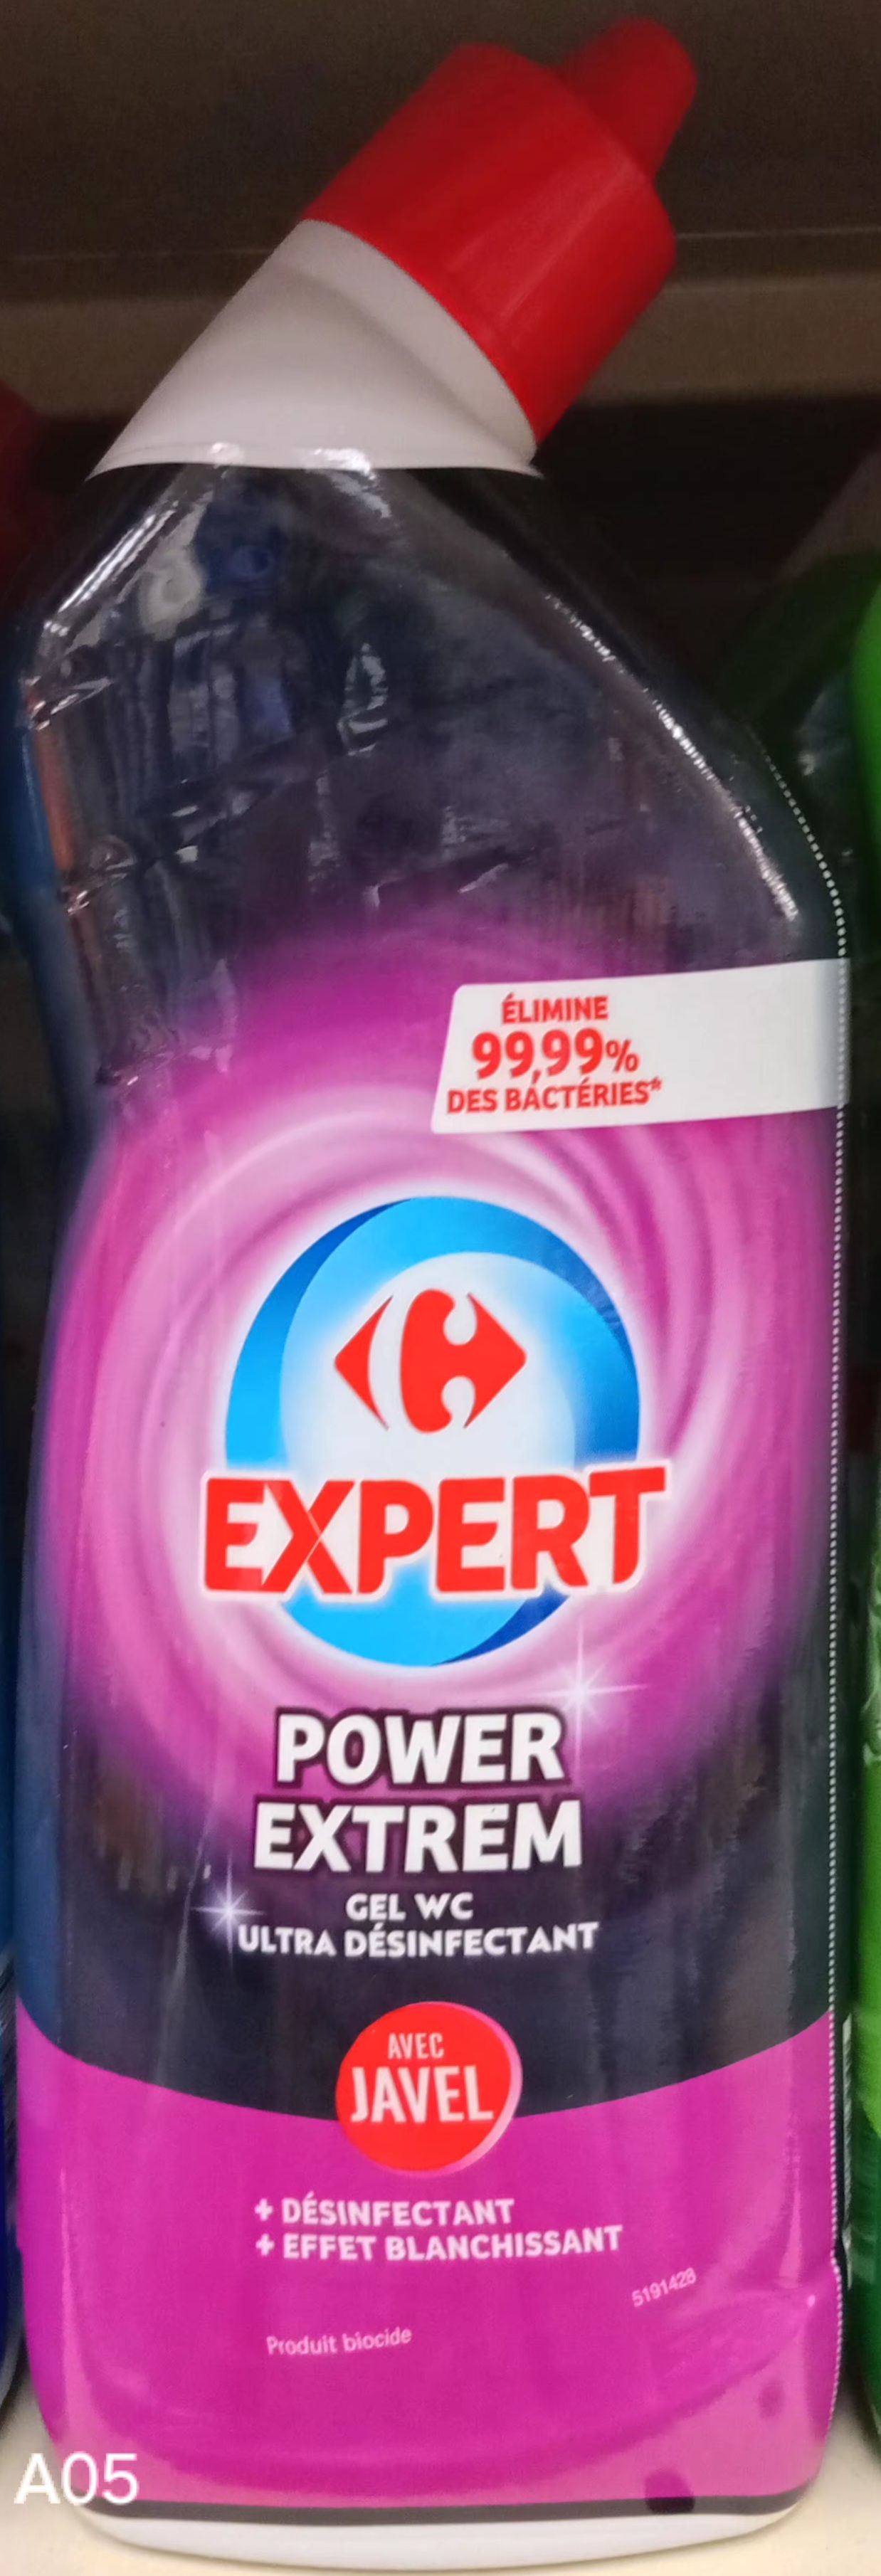 ÉLIMINE
99,99%
DES BACTÉRIES*
EXPERT
POWER
EXTREM
GEL WC
ULTRA DÉSINFECTANT
AVEC
JAVEL
+ DÉSINFECTANT
+ EFFET BLANCHISSANT
5191428
Produit biocide
A05